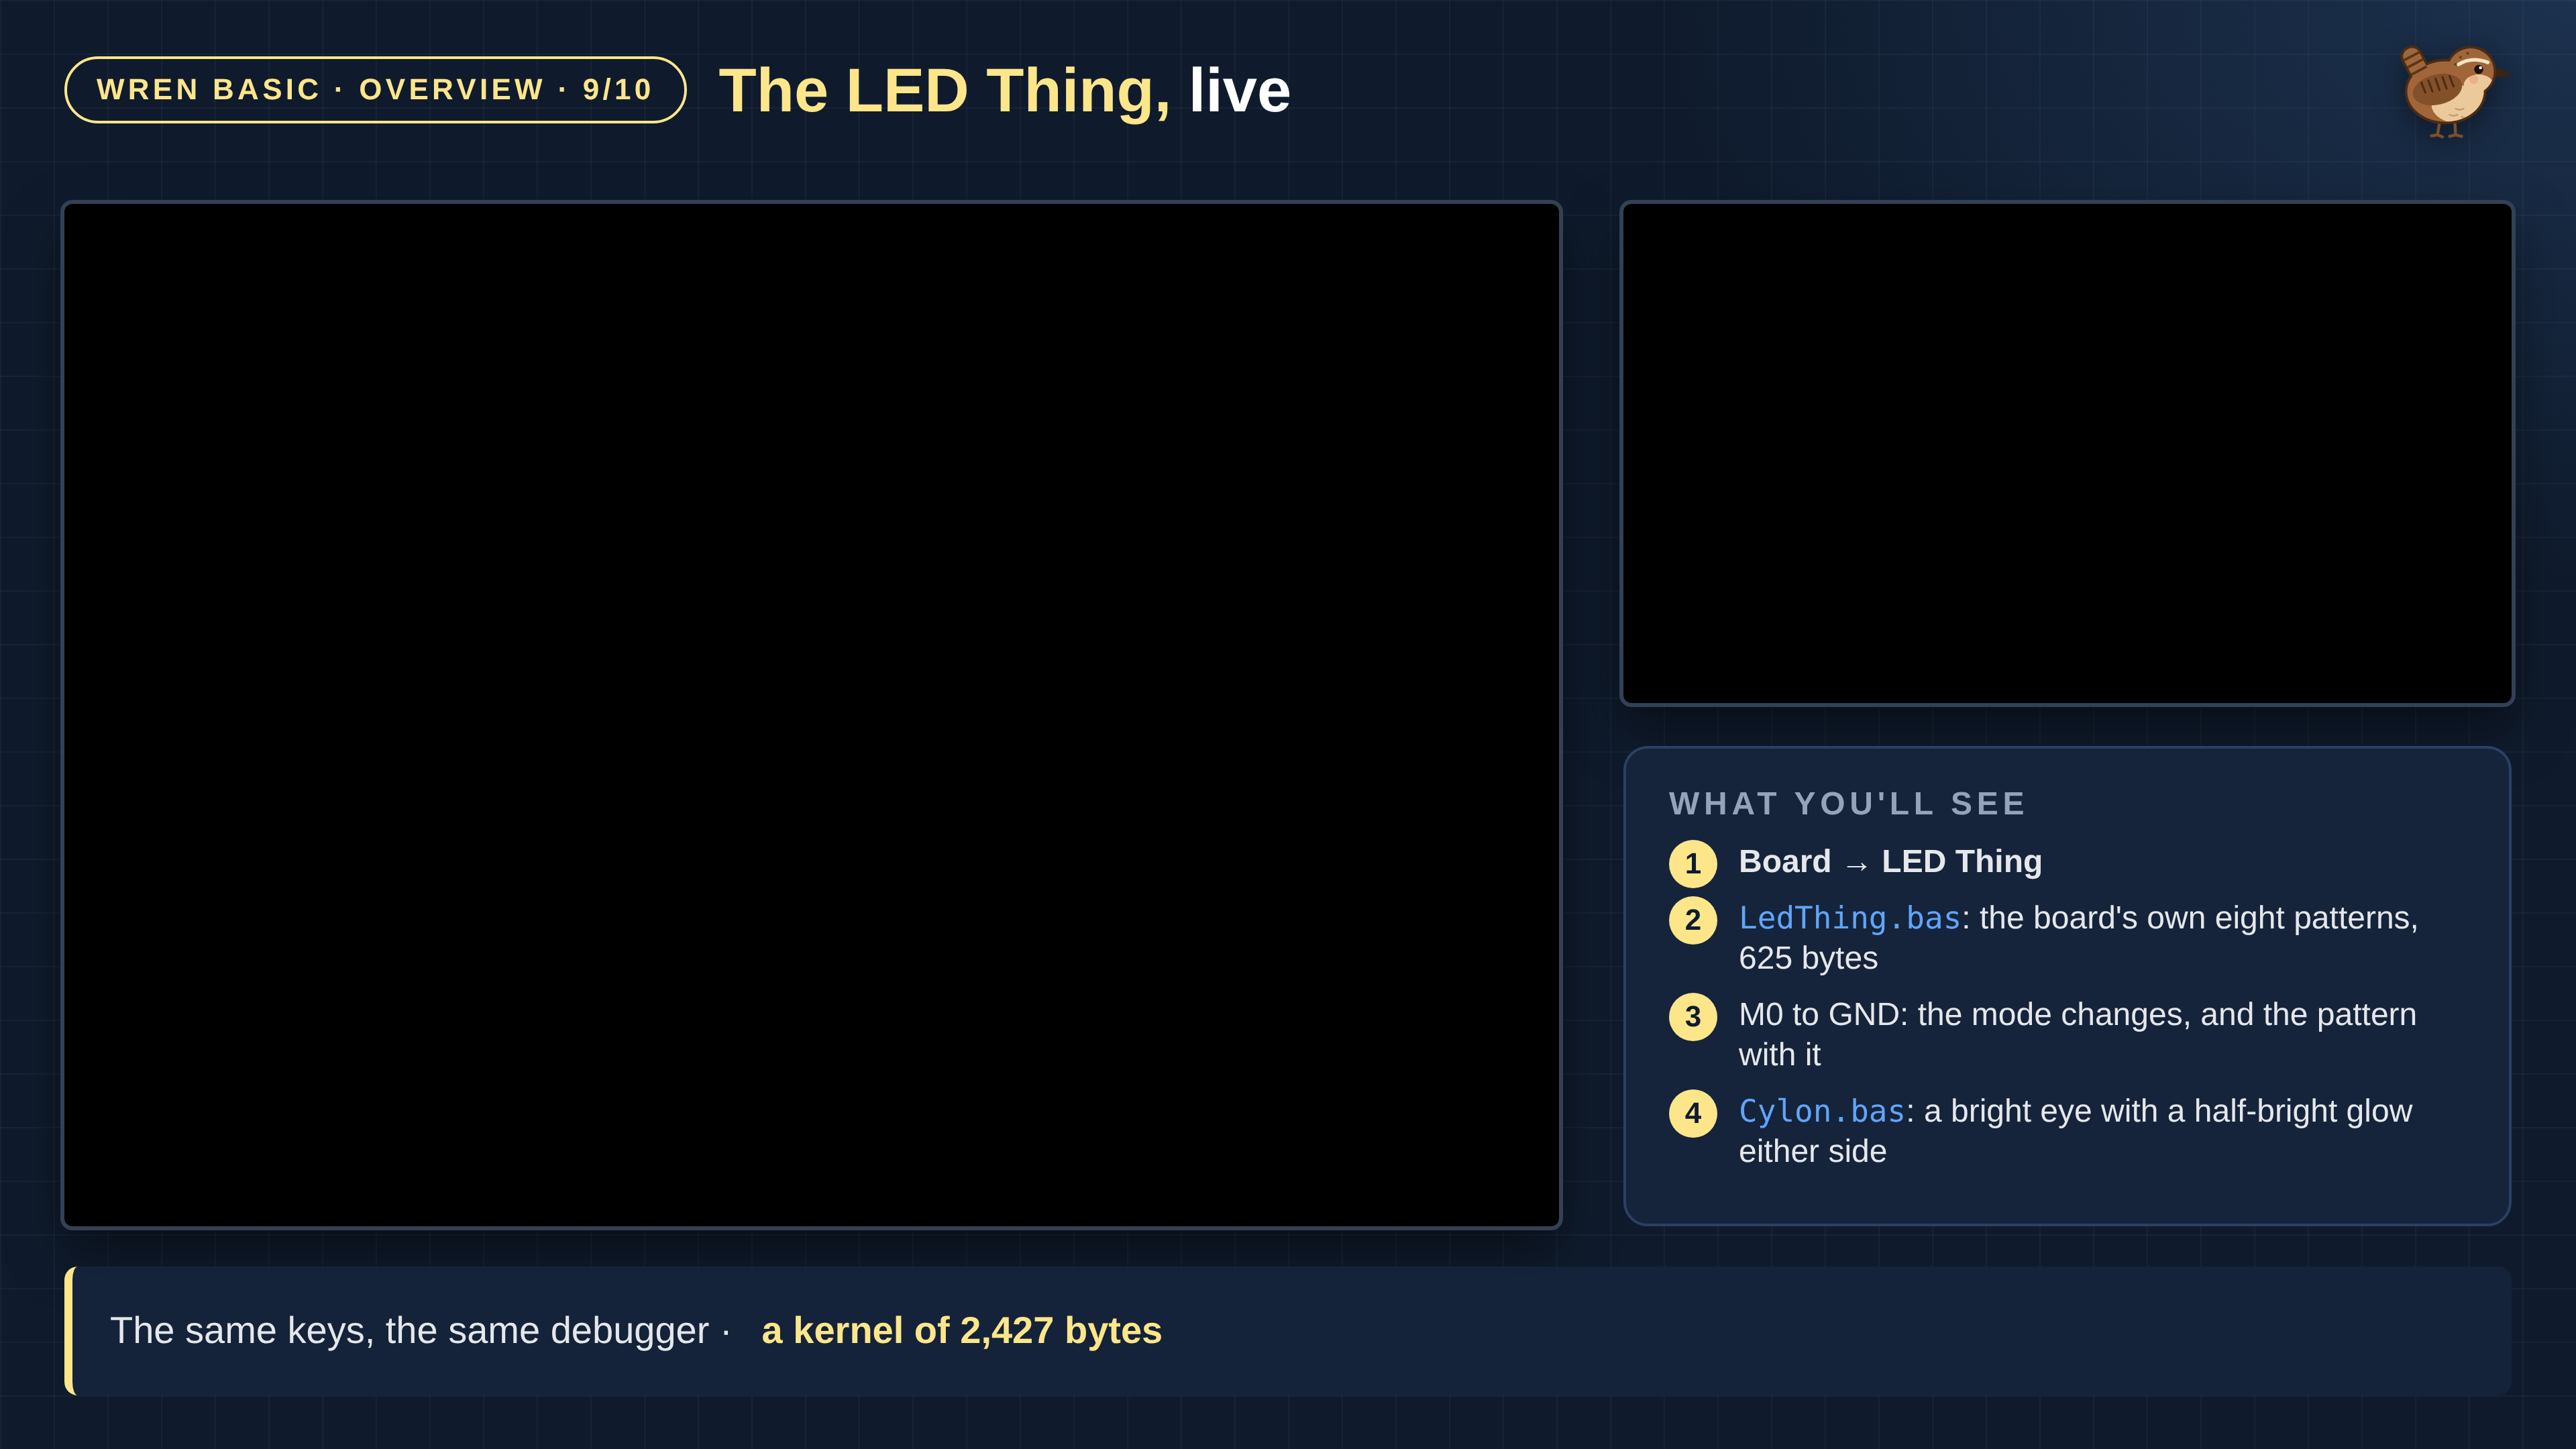 WREN BASIC · OVERVIEW · 9/10
The LED Thing, live
WHAT YOU'LL SEE
1 Board → LED Thing
2 LedThing.bas: the board's own eight patterns,
625 bytes
3 M0 to GND: the mode changes, and the pattern
with it
4 Cylon.bas: a bright eye with a half-bright glow
either side
The same keys, the same debugger · a kernel of 2,427 bytes